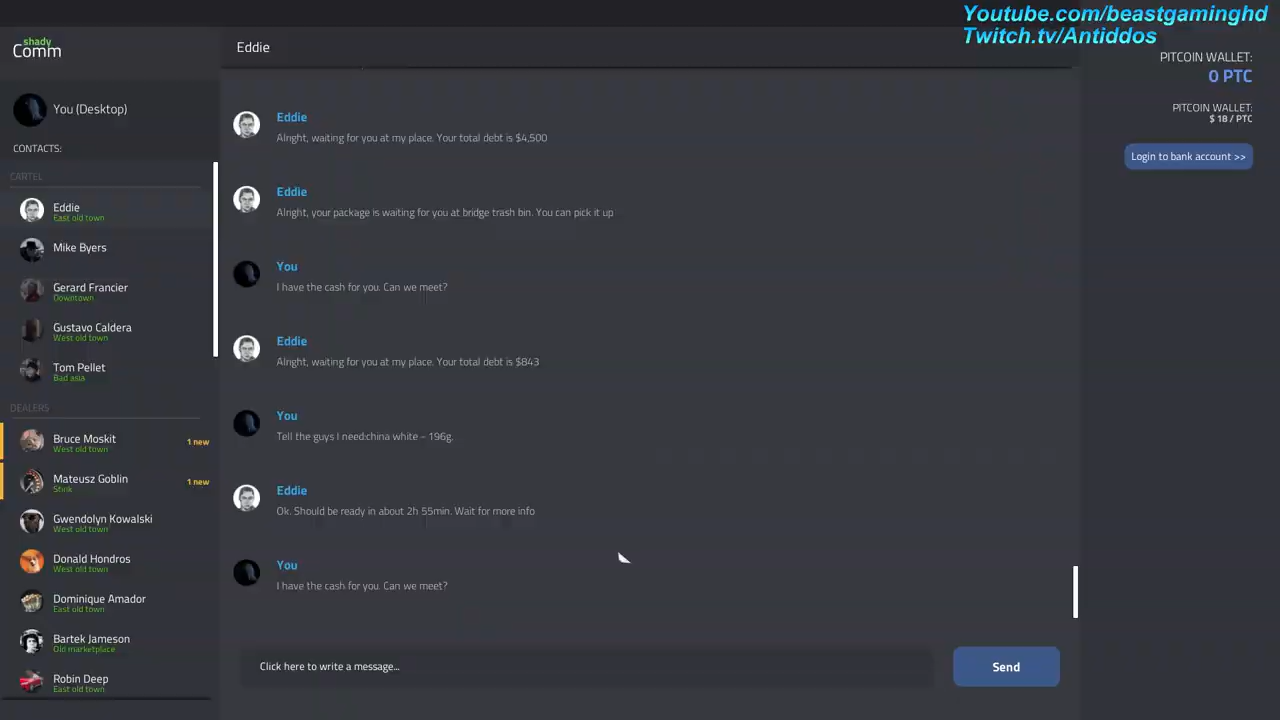 Youtube.com/beastgaminghd
Twitch.tv/Antiddos
shady
Comm
You (Desktop)
CONTACTS:
CARTEL
Eddie
East old town
Mike Byers
Gerard Francier
Downtown
Gustavo Caldera
West old town
Tom Pellet
Bad asia
DEALERS
Bruce Moskit
West old town
1 new
Mateusz Goblin
Stink
1 new
Gwendolyn Kowalski
West old town
Donald Hondros
West old town
Dominique Amador
East old town
Bartek Jameson
Old marketplace
Robin Deep
East old town
Eddie
Eddie
Alright, waiting for you at my place. Your total debt is $4,500
Eddie
Alright, your package is waiting for you at bridge trash bin. You can pick it up
You
I have the cash for you. Can we meet?
Eddie
Alright, waiting for you at my place. Your total debt is $843
You
Tell the guys I need:china white - 196g.
Eddie
Ok. Should be ready in about 2h 55min. Wait for more info
You
I have the cash for you. Can we meet?
Click here to write a message...
Send
PITCOIN WALLET:
0 PTC
PITCOIN WALLET:
$ 18 / PTC
Login to bank account >>